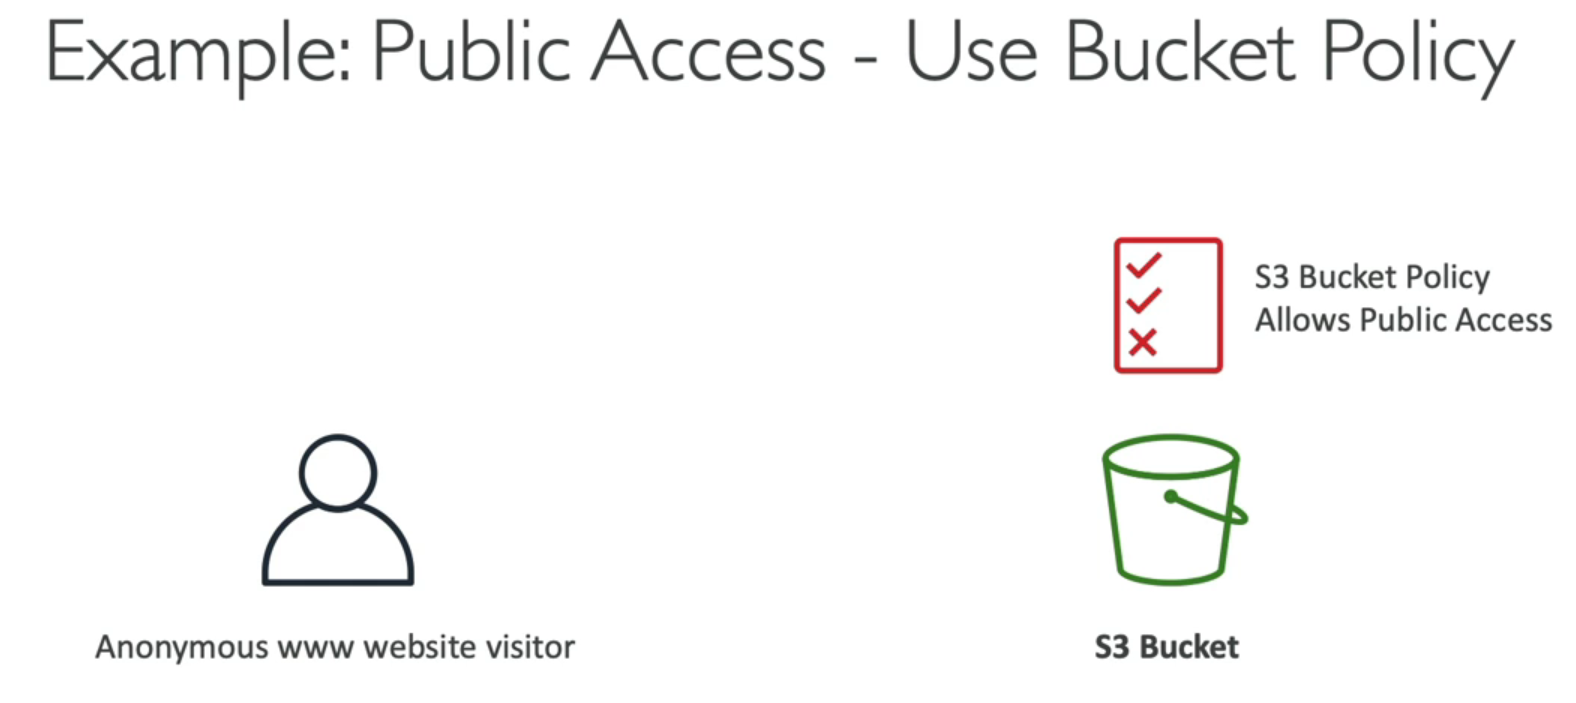 Example: Public Access - Use Bucket Policy
S3 Bucket Policy
Allows Public Access
Anonymous www website visitor
S3 Bucket